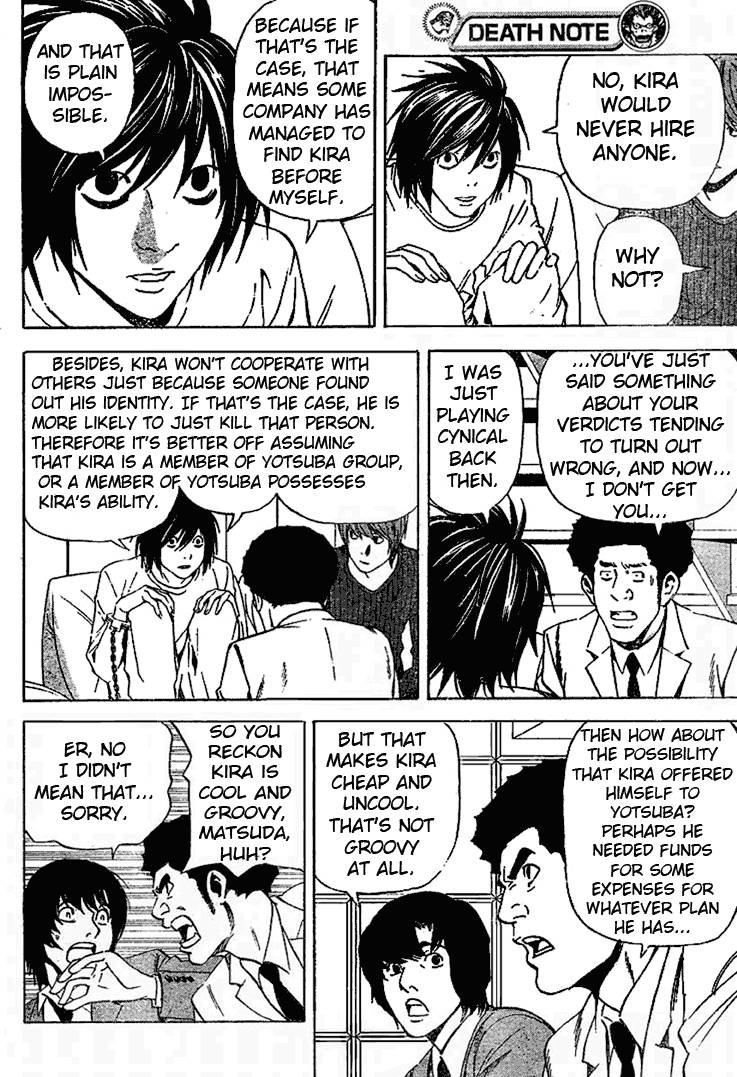 DEATH NOTE
NO, KIRA
WOULD
NEVER HIRE
ANYONE.
WHY
NOT?
BECAUSE IF
THAT'S THE
CASE, THAT
MEANS SOME
COMPANY HAS
MANAGED TO
FIND KIRA
BEFORE
MYSELF.
AND THAT
IS PLAIN
IMPOS-
SIBLE.
...YOU'VE JUST
SAID SOMETHING
ABOUT YOUR
VERDICTS TENDING
TO TURN OUT
WRONG, AND NOW...
I DON'T GET
YOU...
I WAS
JUST
PLAYING
CYNICAL
BACK
THEN.
BESIDES, KIRA WON'T COOPERATE WITH
OTHERS JUST BECAUSE SOMEONE FOUND
OUT HIS IDENTITY. IF THAT'S THE CASE, HE IS
MORE LIKELY TO JUST KILL THAT PERSON.
THEREFORE IT'S BETTER OFF ASSUMING
THAT KIRA IS A MEMBER OF YOTSUBA GROUP,
OR A MEMBER OF YOTSUBA POSSESSES
KIRA'S ABILITY.
THEN HOW ABOUT
THE POSSIBILITY
THAT KIRA OFFERED
HIMSELF TO
YOTSUBA?
PERHAPS HE
NEEDED FUNDS
FOR SOME
EXPENSES FOR
WHATEVER PLAN
HE HAS...
BUT THAT
MAKES KIRA
CHEAP AND
UNCOOL.
THAT'S NOT
GROOVY
AT ALL.
SO YOU
RECKON
KIRA IS
COOL AND
GROOVY,
MATSUDA,
HUH?
ER, NO
I DIDN'T
MEAN THAT...
SORRY.